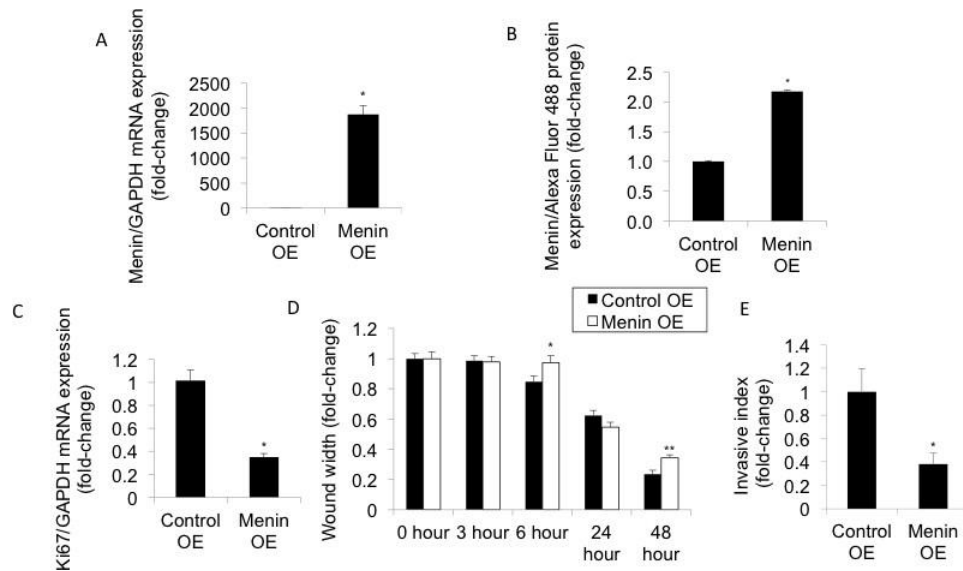 A
Menin/GAPDH mRNA expression
(fold-change)
2500
2000
1500
1000
500
0
*
Control
OE
Menin
OE
B
Menin/Alexa Fluor 488 protein
expression (fold-change)
2.5
2.0
1.5
1.0
0.5
0.0
*
Control
OE
Menin
OE
C
Ki67/GAPDH mRNA expression
(fold-change)
1.2
1
0.8
0.6
0.4
0.2
0
*
Control
OE
Menin
OE
D
Control OE
Menin OE
Wound width (fold-change)
1.2
1
0.8
0.6
0.4
0.2
0
*
**
0 hour
3 hour
6 hour
24
hour
48
hour
E
Invasive index
(fold-change)
1.4
1.2
1
0.8
0.6
0.4
0.2
0
*
Control
OE
Menin
OE